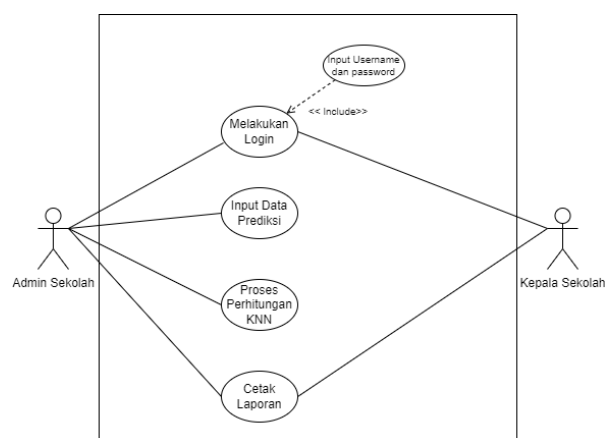 Input Username
dan password
<< Include>>
Melakukan
Login
Input Data
Prediksi
Admin Sekolah
Kepala Sekolah
Proses
Perhitungan
KNN
Cetak
Laporan